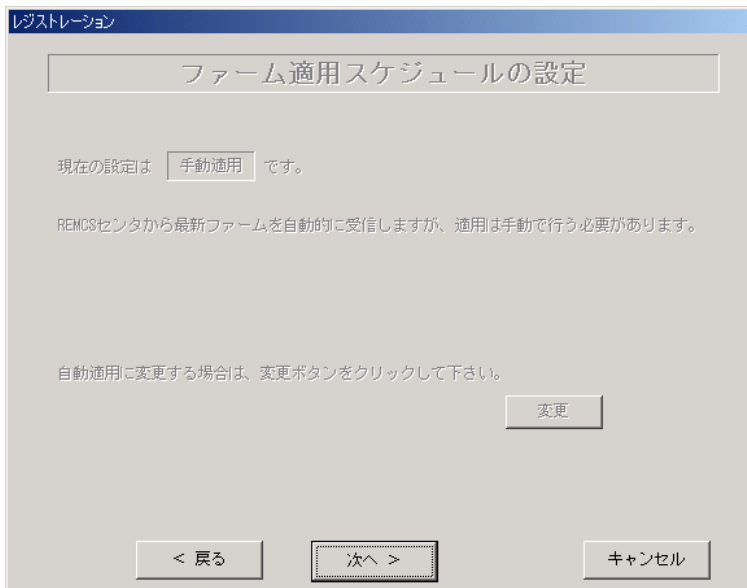 レジストレーション
ファーム適用スケジュールの設定
現在の設定は 手動適用 です。
REMCSセンタから最新ファームを自動的に受信しますが、適用は手動で行う必要があります。
自動適用に変更する場合は、変更ボタンをクリックして下さい。
変更
< 戻る 次へ > キャンセル